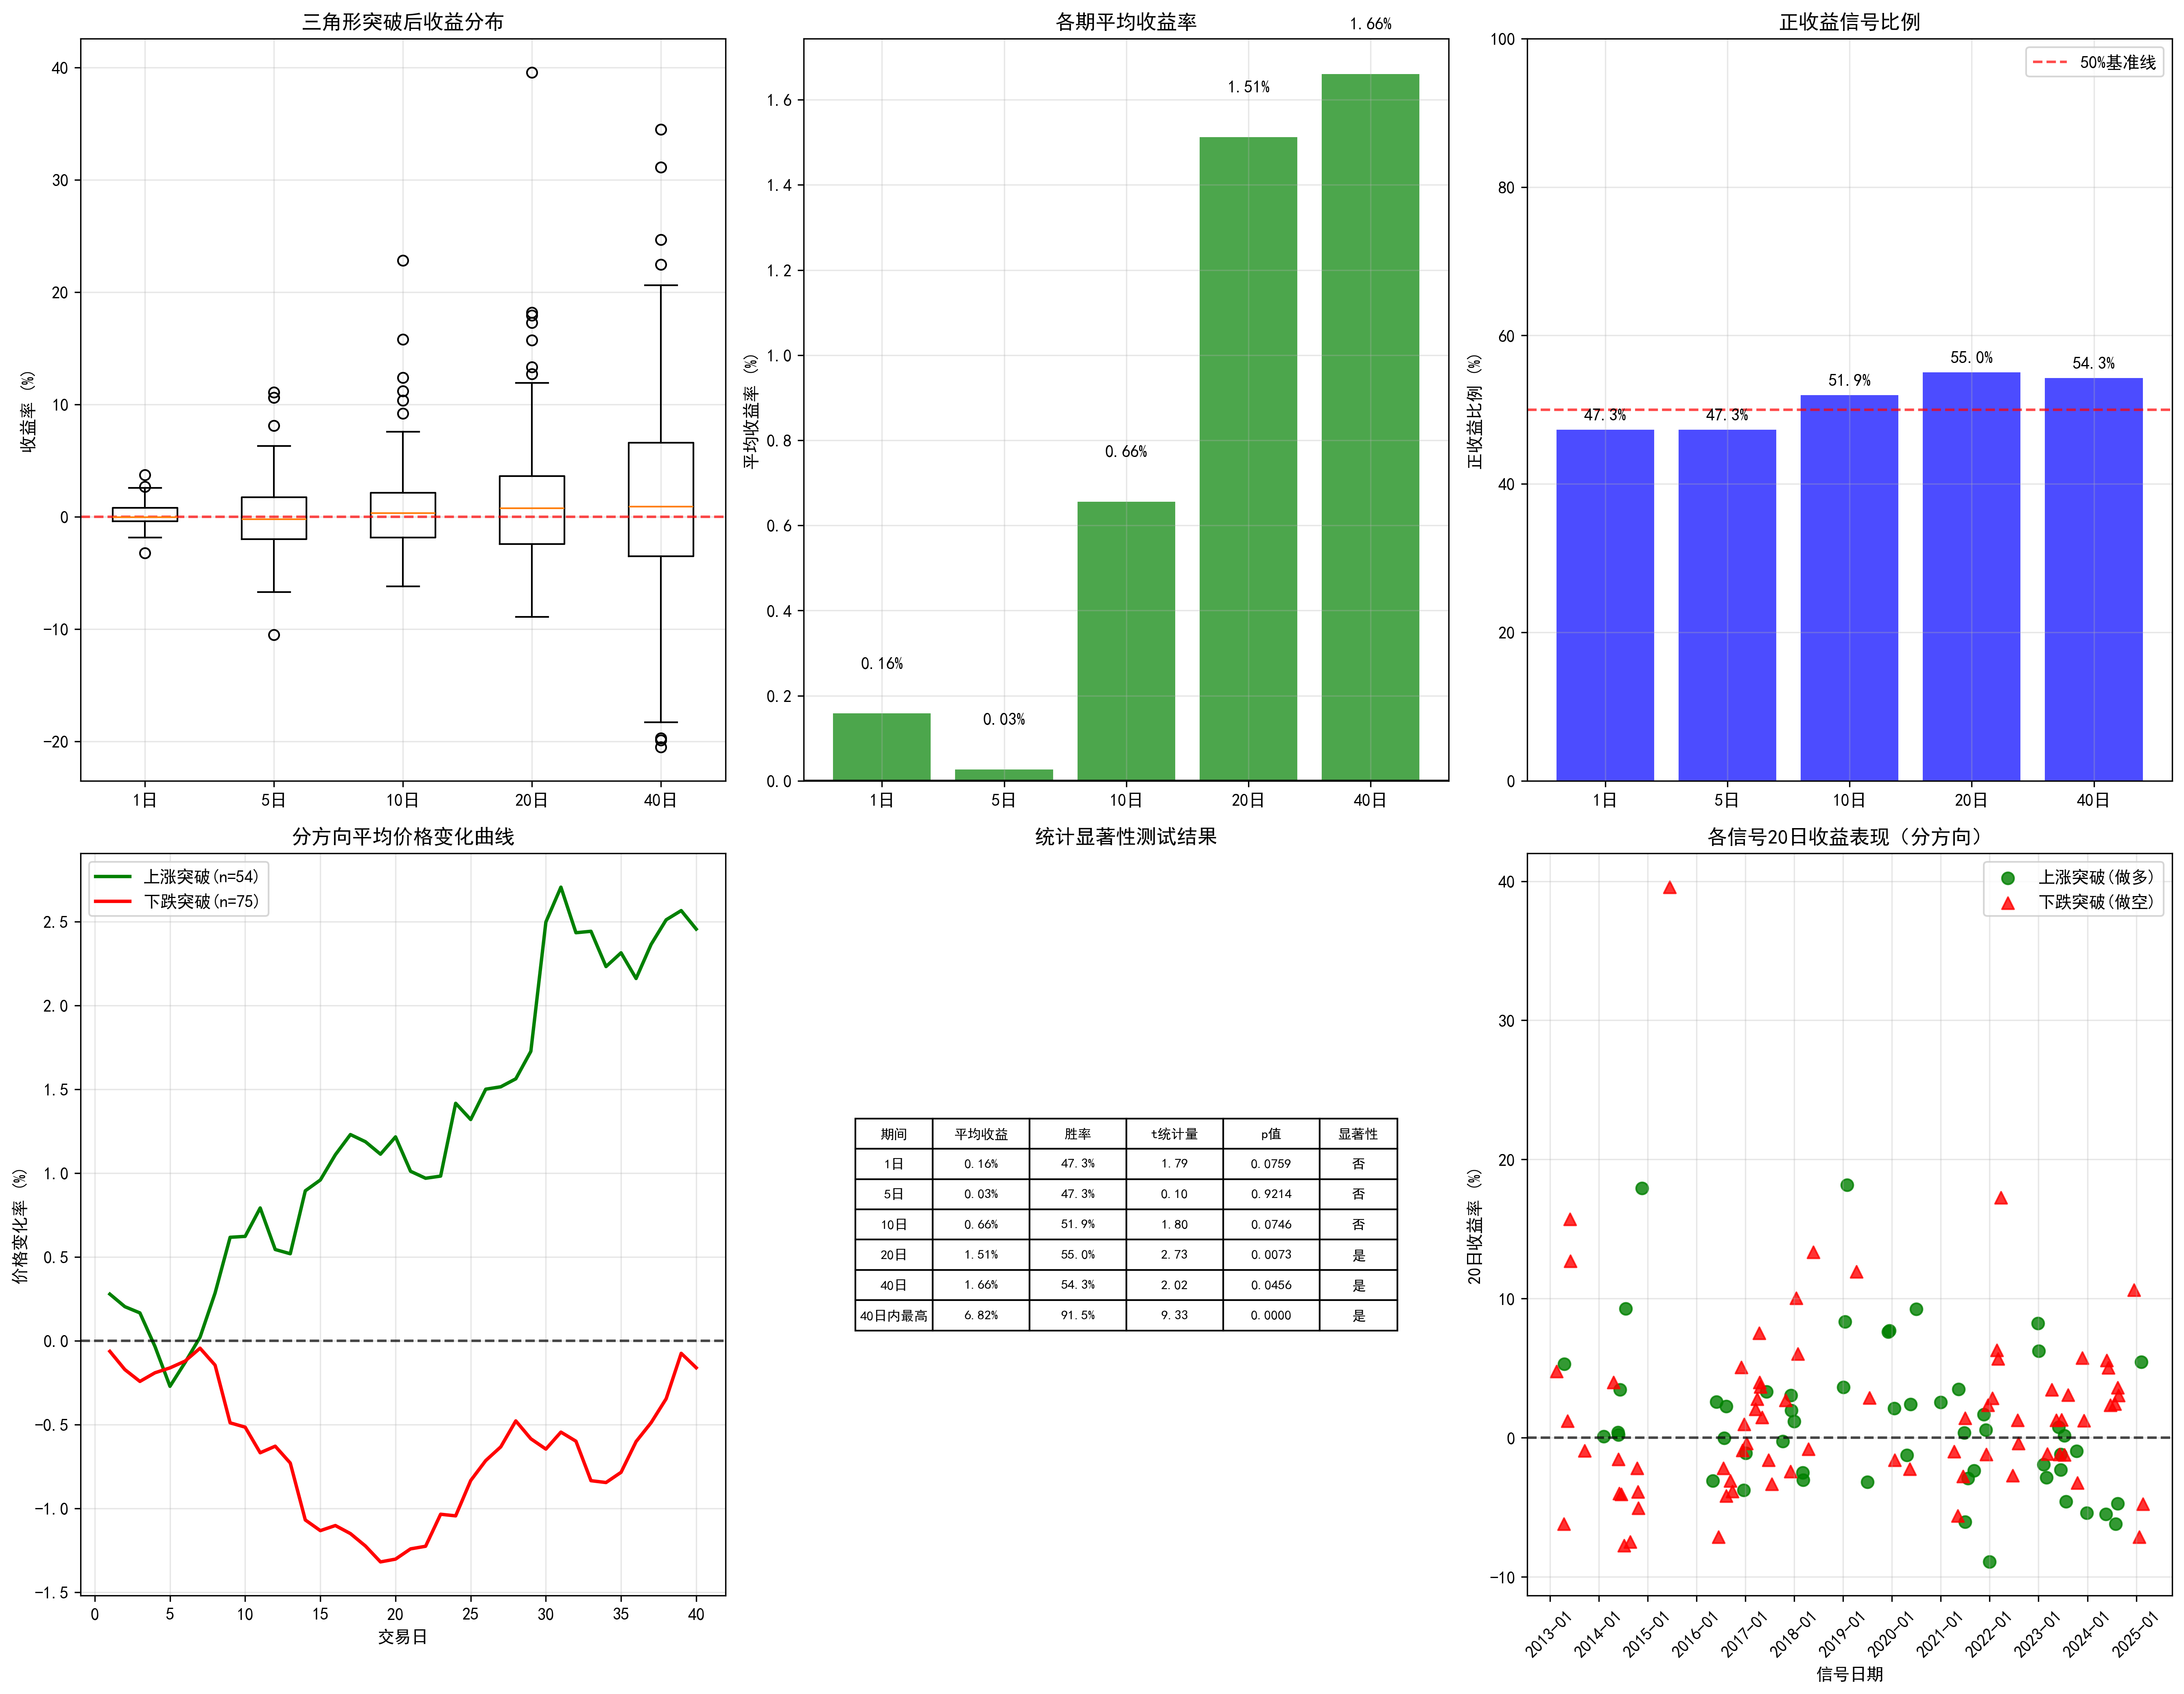 三角形突破后收益分布
收益率 (%)
40
30
20
10
0
−10
−20
1日 5日 10日 20日 40日
各期平均收益率
平均收益率 (%)
1.6
1.4
1.2
1.0
0.8
0.6
0.4
0.2
0.0
0.16%
0.03%
0.66%
1.51%
1.66%
1日 5日 10日 20日 40日
正收益信号比例
50%基准线
正收益比例 (%)
100
80
60
40
20
0
47.3%
47.3%
51.9%
55.0%
54.3%
1日 5日 10日 20日 40日
分方向平均价格变化曲线
上涨突破(n=54)
下跌突破(n=75)
价格变化率 (%)
2.5
2.0
1.5
1.0
0.5
0.0
−0.5
−1.0
−1.5
0 5 10 15 20 25 30 35 40
交易日
统计显著性测试结果
期间 平均收益 胜率 t统计量 p值 显著性
1日 0.16% 47.3% 1.79 0.0759 否
5日 0.03% 47.3% 0.10 0.9214 否
10日 0.66% 51.9% 1.80 0.0746 否
20日 1.51% 55.0% 2.73 0.0073 是
40日 1.66% 54.3% 2.02 0.0456 是
40日内最高 6.82% 91.5% 9.33 0.0000 是
各信号20日收益表现（分方向）
上涨突破(做多)
下跌突破(做空)
20日收益率 (%)
40
30
20
10
0
−10
2013-01 2014-01 2015-01 2016-01 2017-01 2018-01 2019-01 2020-01 2021-01 2022-01 2023-01 2024-01 2025-01
信号日期